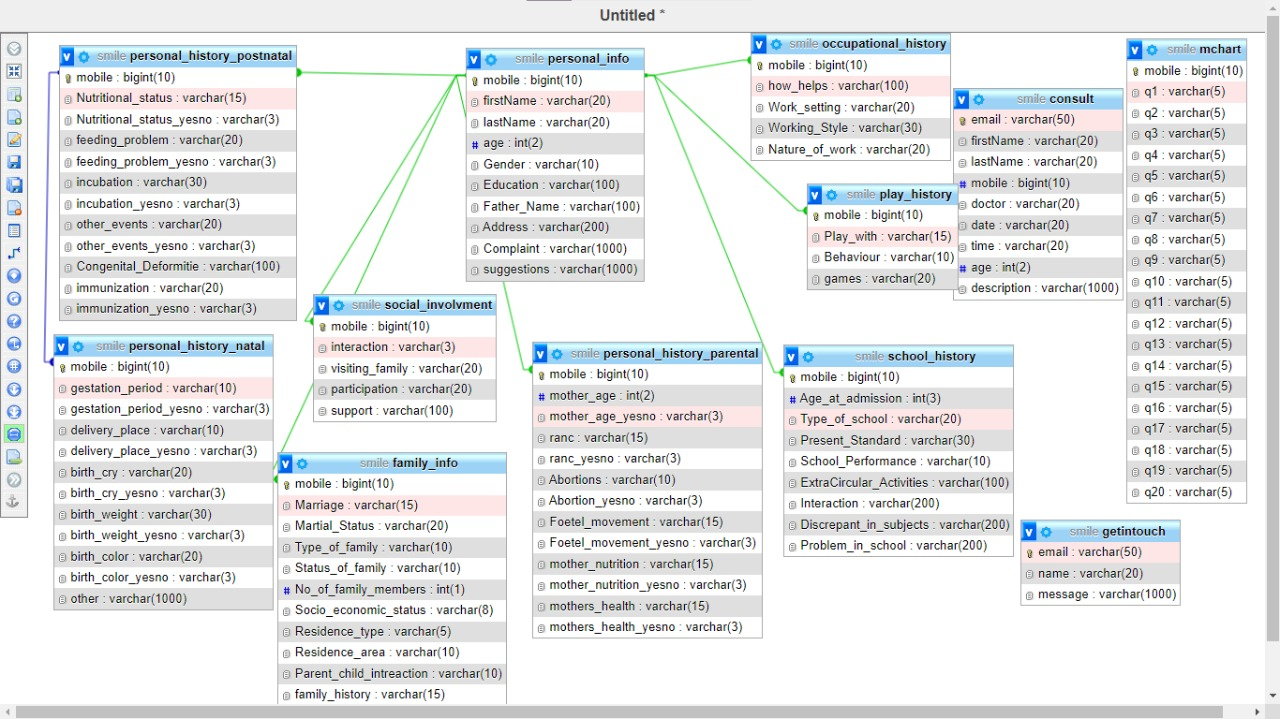 Untitled *
smile personal_history_postnatal
mobile : bigint(10)
Nutritional_status : varchar(15)
Nutritional_status_yesno : varchar(3)
feeding_problem : varchar(20)
feeding_problem_yesno : varchar(3)
incubation : varchar(30)
incubation_yesno : varchar(3)
other_events : varchar(20)
other_events_yesno : varchar(3)
Congenital_Deformitie : varchar(100)
immunization : varchar(20)
immunization_yesno : varchar(3)
smile personal_history_natal
mobile : bigint(10)
gestation_period : varchar(10)
gestation_period_yesno : varchar(3)
delivery_place : varchar(10)
delivery_place_yesno : varchar(3)
birth_cry : varchar(20)
birth_cry_yesno : varchar(3)
birth_weight : varchar(30)
birth_weight_yesno : varchar(3)
birth_color : varchar(20)
birth_color_yesno : varchar(3)
other : varchar(1000)
smile personal_info
mobile : bigint(10)
firstName : varchar(20)
lastName : varchar(20)
# age : int(2)
Gender : varchar(10)
Education : varchar(100)
Father_Name : varchar(100)
Address : varchar(200)
Complaint : varchar(1000)
suggestions : varchar(1000)
smile social_involvment
mobile : bigint(10)
interaction : varchar(3)
visiting_family : varchar(20)
participation : varchar(20)
support : varchar(100)
smile family_info
mobile : bigint(10)
Marriage : varchar(15)
Martial_Status : varchar(20)
Type_of_family : varchar(10)
Status_of_family : varchar(10)
# No_of_family_members : int(1)
Socio_economic_status : varchar(8)
Residence_type : varchar(5)
Residence_area : varchar(10)
Parent_child_intreaction : varchar(10)
family_history : varchar(15)
smile personal_history_parental
mobile : bigint(10)
# mother_age : int(2)
mother_age_yesno : varchar(3)
ranc : varchar(15)
ranc_yesno : varchar(3)
Abortions : varchar(10)
Abortion_yesno : varchar(3)
Foetel_movement : varchar(15)
Foetel_movement_yesno : varchar(3)
mother_nutrition : varchar(15)
mother_nutrition_yesno : varchar(3)
mothers_health : varchar(15)
mothers_health_yesno : varchar(3)
smile occupational_history
mobile : bigint(10)
how_helps : varchar(100)
Work_setting : varchar(20)
Working_Style : varchar(30)
Nature_of_work : varchar(20)
smile play_history
mobile : bigint(10)
Play_with : varchar(15)
Behaviour : varchar(10)
games : varchar(20)
smile school_history
mobile : bigint(10)
# Age_at_admission : int(3)
Type_of_school : varchar(20)
Present_Standard : varchar(30)
School_Performance : varchar(10)
ExtraCircular_Activities : varchar(100)
Interaction : varchar(200)
Discrepant_in_subjects : varchar(200)
Problem_in_school : varchar(200)
smile consult
email : varchar(50)
firstName : varchar(20)
lastName : varchar(20)
# mobile : bigint(10)
doctor : varchar(20)
date : varchar(20)
time : varchar(20)
# age : int(2)
description : varchar(1000)
smile mchart
mobile : bigint(10)
q1 : varchar(5)
q2 : varchar(5)
q3 : varchar(5)
q4 : varchar(5)
q5 : varchar(5)
q6 : varchar(5)
q7 : varchar(5)
q8 : varchar(5)
q9 : varchar(5)
q10 : varchar(5)
q11 : varchar(5)
q12 : varchar(5)
q13 : varchar(5)
q14 : varchar(5)
q15 : varchar(5)
q16 : varchar(5)
q17 : varchar(5)
q18 : varchar(5)
q19 : varchar(5)
q20 : varchar(5)
smile getintouch
email : varchar(50)
name : varchar(20)
message : varchar(1000)